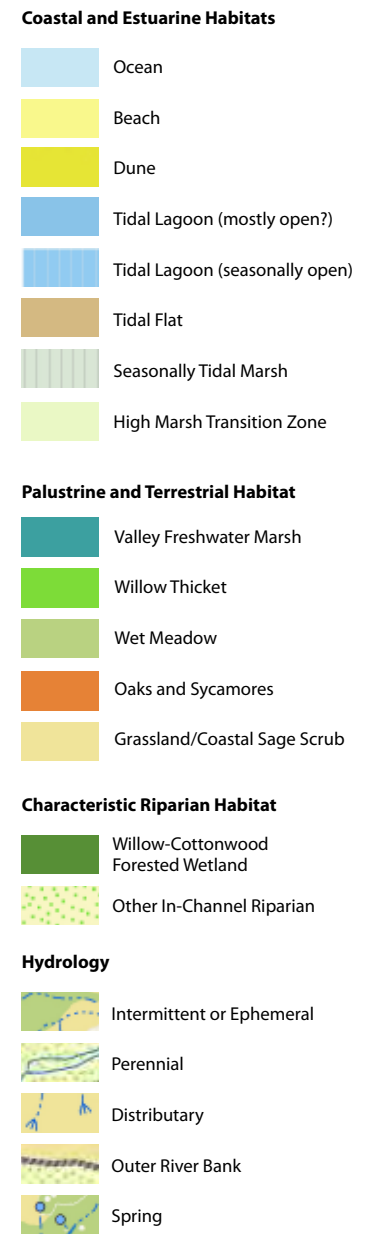 Coastal and Estuarine Habitats
Ocean
Beach
Dune
Tidal Lagoon (mostly open?)
Tidal Lagoon (seasonally open)
Tidal Flat
Seasonally Tidal Marsh
High Marsh Transition Zone
Palustrine and Terrestrial Habitat
Valley Freshwater Marsh
Willow Thicket
Wet Meadow
Oaks and Sycamores
Grassland/Coastal Sage Scrub
Characteristic Riparian Habitat
Willow-Cottonwood
Forested Wetland
Other In-Channel Riparian
Hydrology
Intermittent or Ephemeral
Perennial
Distributary
Outer River Bank
Spring